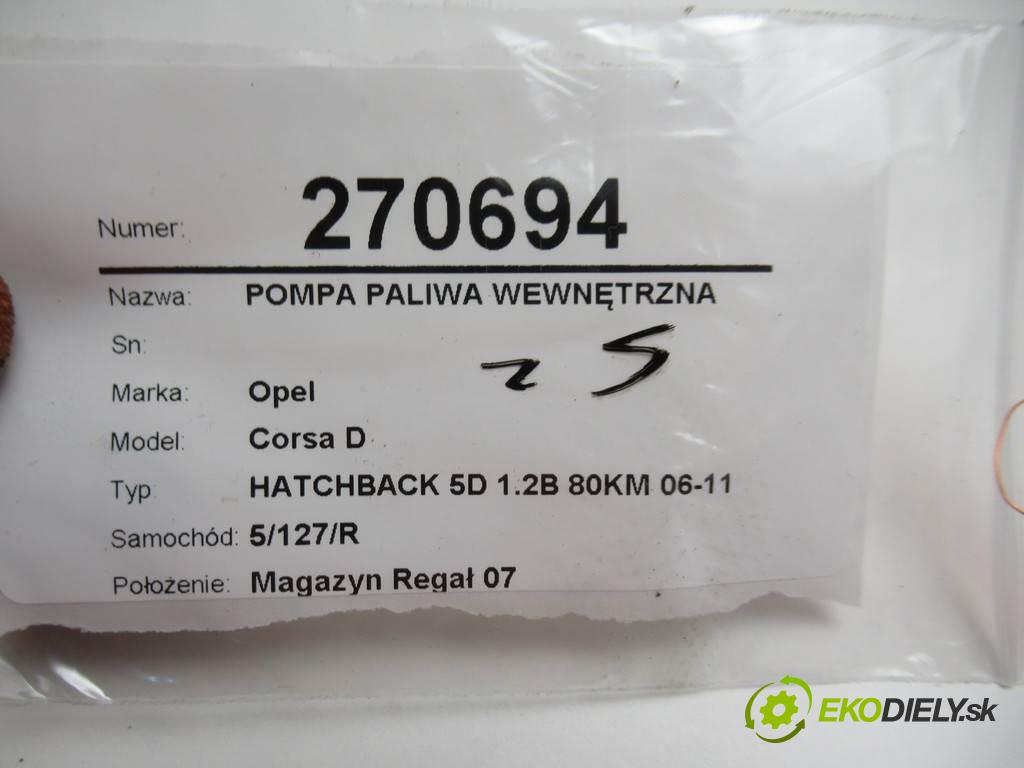 Numer: 270694
Nazwa: POMPA PALIWA WEWNĘTRZNA
Sn:
Marka: Opel
Model: Corsa D
Typ HATCHBACK 5D 1.2B 80KM 06-11
Samochód: 5/127/R
Położenie: Magazyn Regał 07
EKODIELY.sk